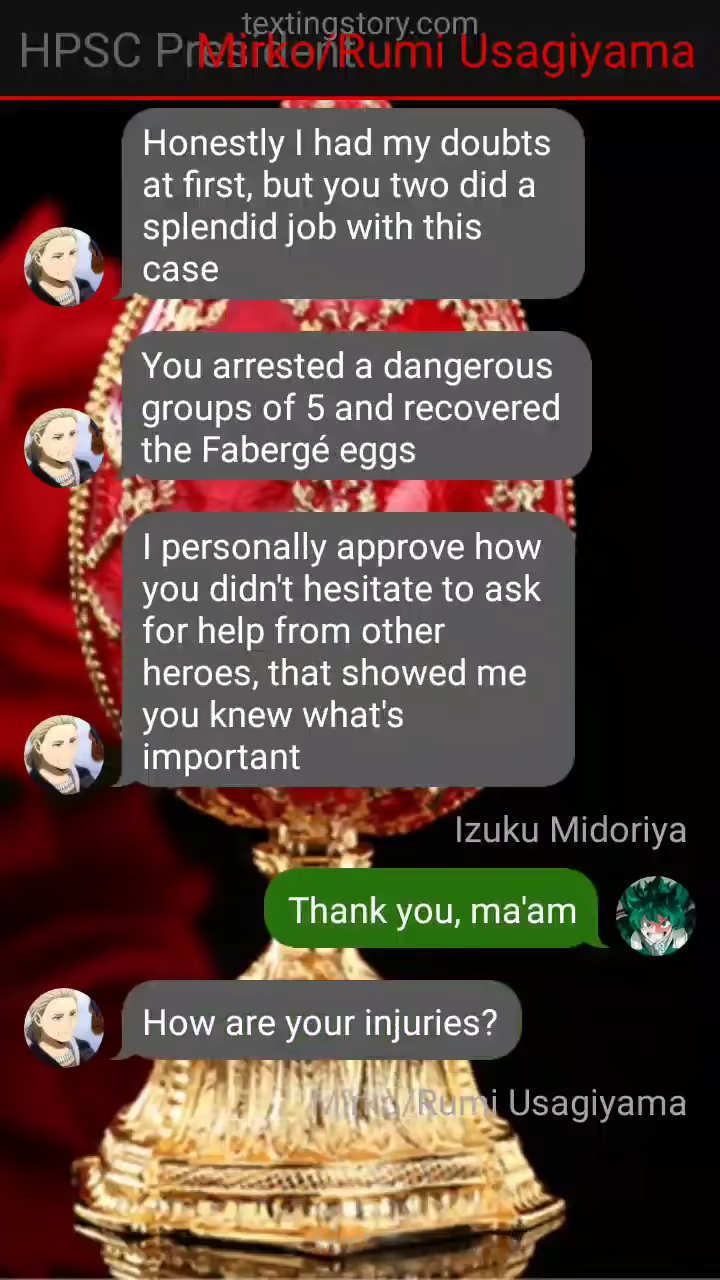 textingstory.com
HPSC President
Mirko/Rumi Usagiyama
Honestly I had my doubts
at first, but you two did a
splendid job with this
case
You arrested a dangerous
groups of 5 and recovered
the Fabergé eggs
I personally approve how
you didn't hesitate to ask
for help from other
heroes, that showed me
you knew what's
important
Izuku Midoriya
Thank you, ma'am
How are your injuries?
Mirko/Rumi Usagiyama